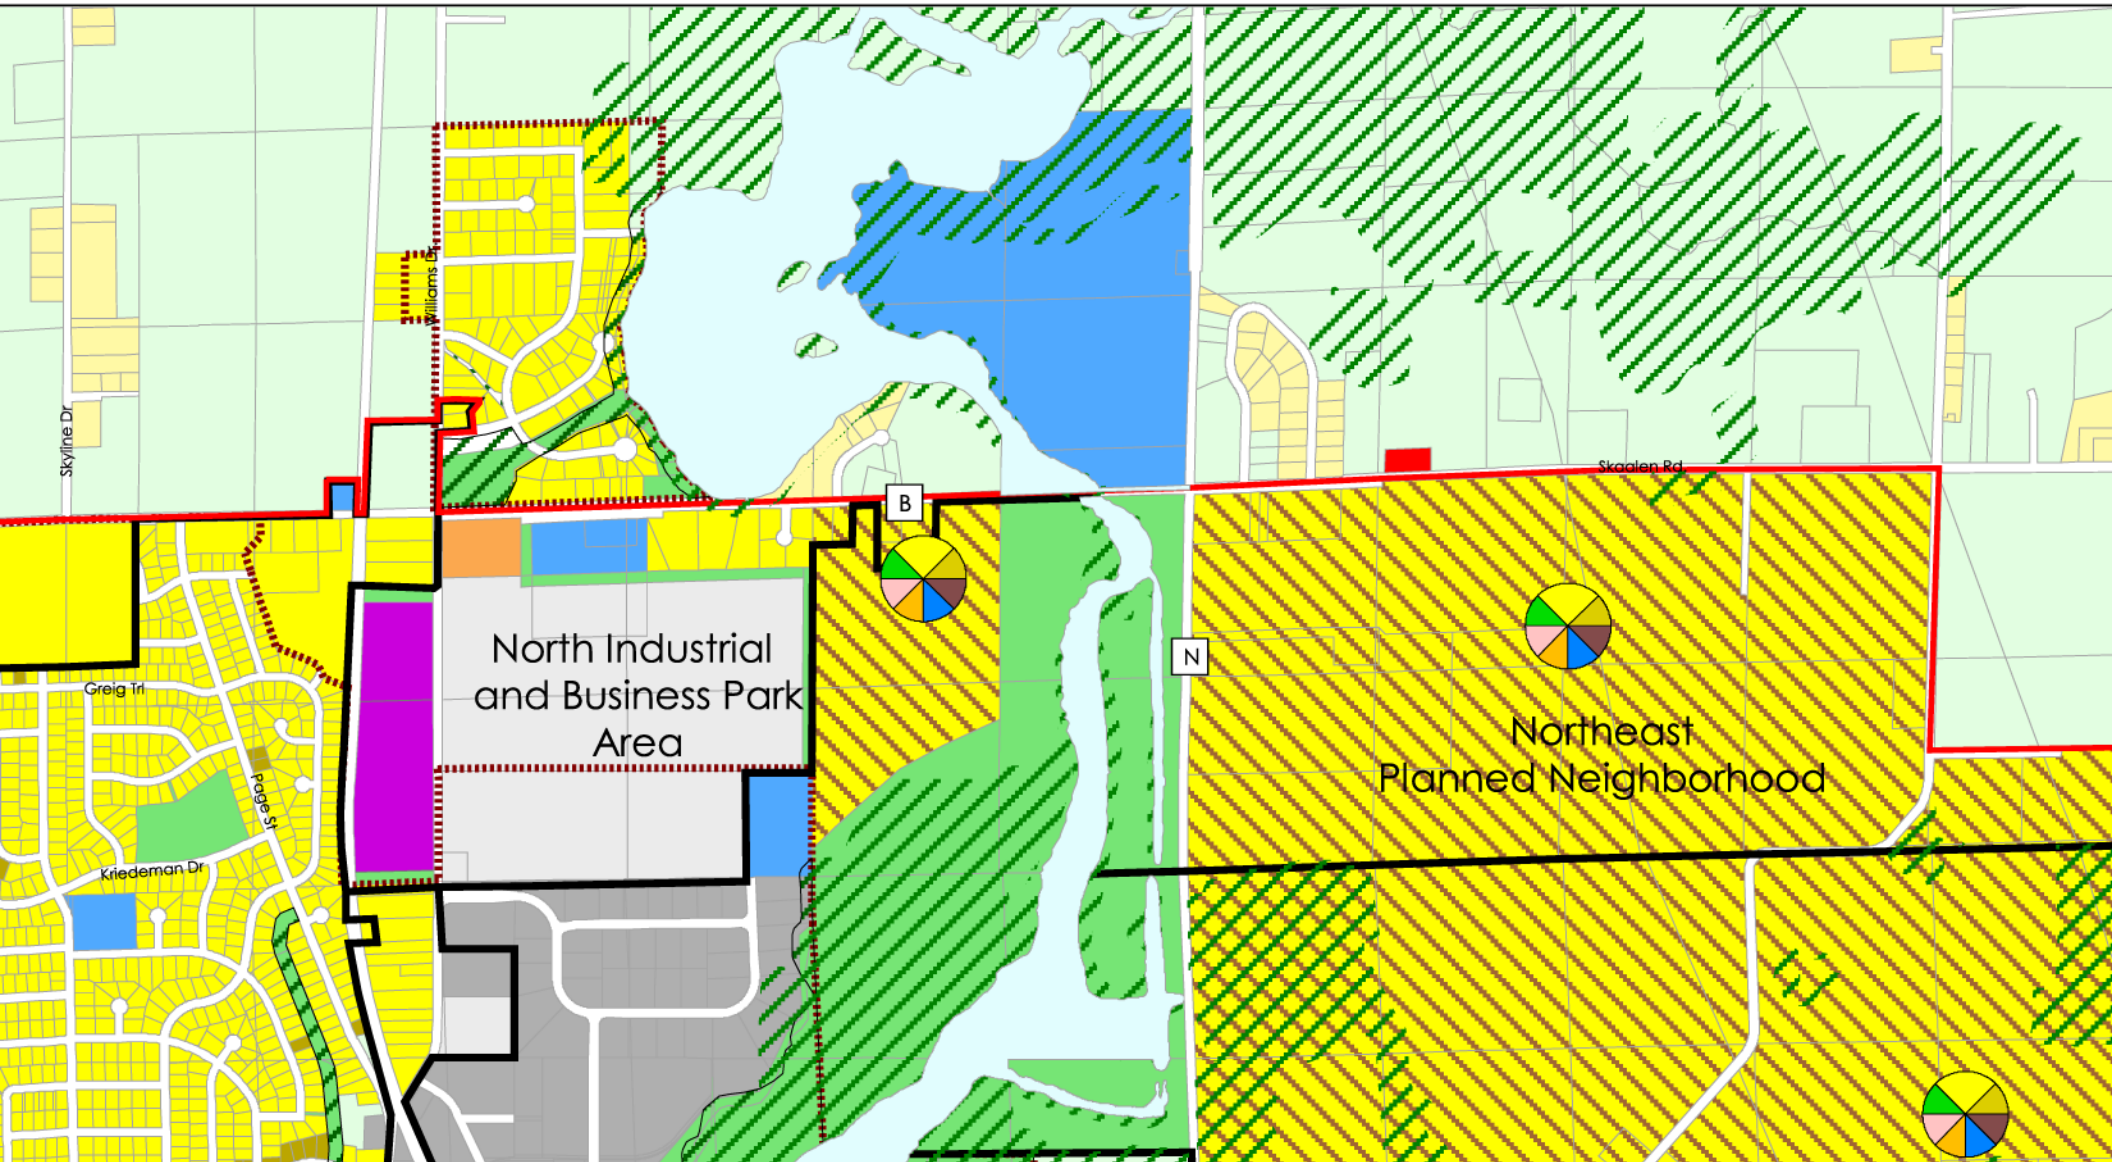 Williams Dr
Skyline Dr
Skaalen Rd
B
North Industrial
and Business Park
Area
N
Greig Trl
Northeast
Planned Neighborhood
Page St
Kriedeman Dr